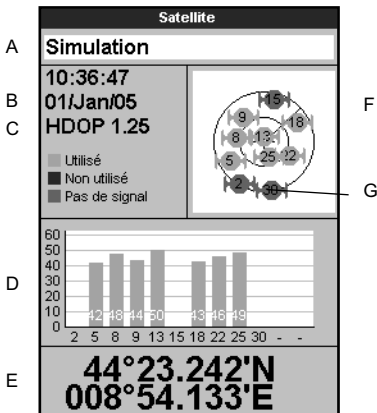 Satellite
A
Simulation
10:36:47
B
01/Jan/05
C
HDOP 1.25
Utilisé
Non utilisé
Pas de signal
15
9
18
8
13
5
25
22
2
30
F
G
D
60
50
40
30
20
10
0
42 48 44 50 43 46 49
2 5 8 9 13 15 18 22 25 30 - -
E
44°23.242'N
008°54.133'E